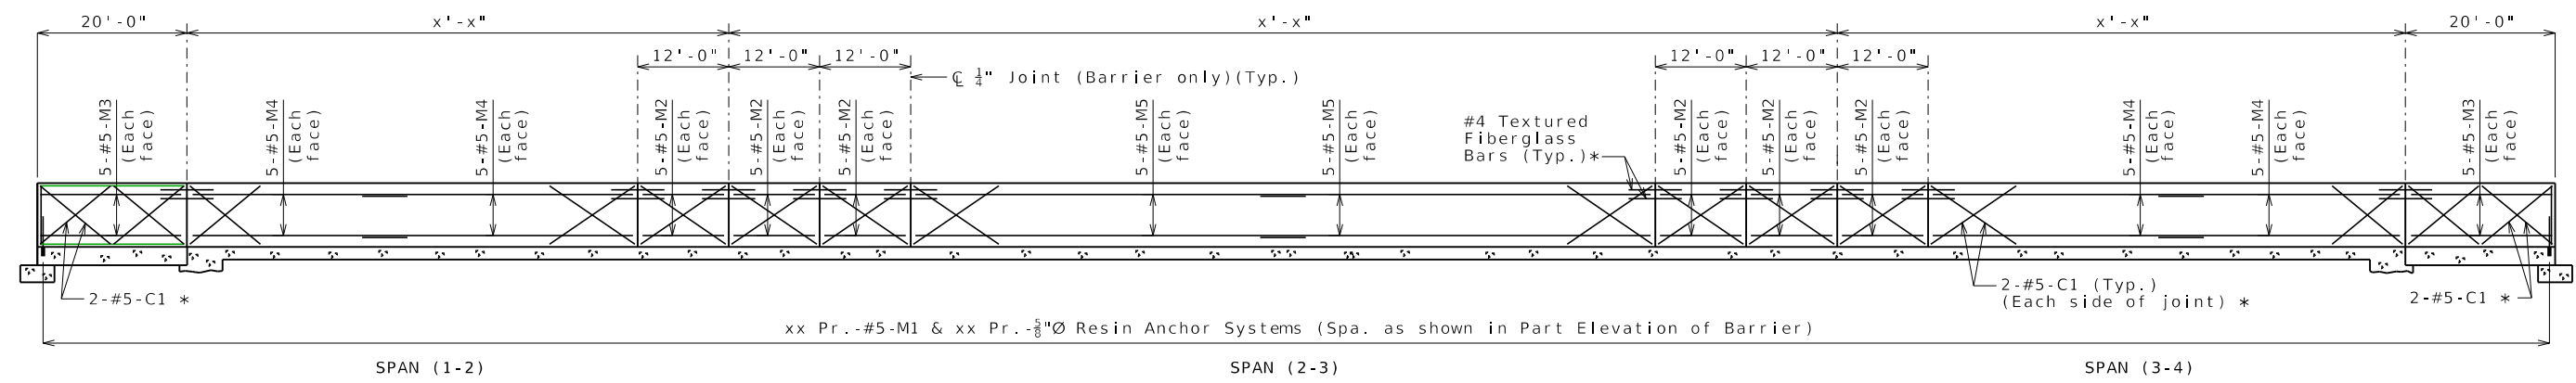 20'-0"
x'-x"
x'-x"
x'-x"
20'-0"
12'-0"
12'-0"
12'-0"
℄ 1/4" Joint (Barrier only)(Typ.)
12'-0"
12'-0"
12'-0"
5-#5-M3
(Each
face)
5-#5-M4
(Each
face)
5-#5-M4
(Each
face)
5-#5-M2
(Each
face)
5-#5-M2
(Each
face)
5-#5-M2
(Each
face)
5-#5-M5
(Each
face)
5-#5-M5
(Each
face)
#4 Textured
Fiberglass
Bars (Typ.)*
5-#5-M2
(Each
face)
5-#5-M2
(Each
face)
5-#5-M2
(Each
face)
5-#5-M4
(Each
face)
5-#5-M4
(Each
face)
5-#5-M3
(Each
face)
2-#5-C1 *
2-#5-C1 (Typ.)
(Each side of joint) *
2-#5-C1 *
xx Pr.-#5-M1 & xx Pr.-5/8"Ø Resin Anchor Systems (Spa. as shown in Part Elevation of Barrier)
SPAN (1-2)
SPAN (2-3)
SPAN (3-4)